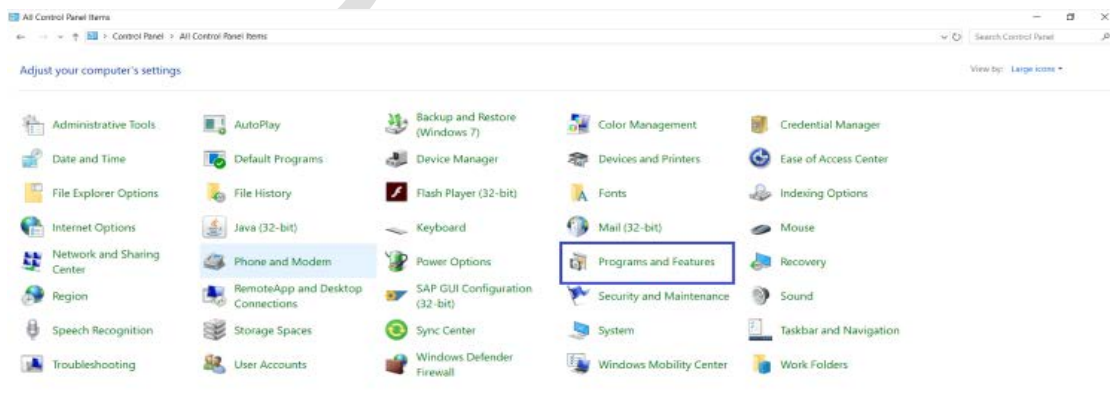 All Control Panel Items
Control Panel > All Control Panel Items
Search Control Panel
Adjust your computer's settings
View by: Large icons
Administrative Tools
AutoPlay
Backup and Restore
(Windows 7)
Color Management
Credential Manager
Date and Time
Default Programs
Device Manager
Devices and Printers
Ease of Access Center
File Explorer Options
File History
Flash Player (32-bit)
Fonts
Indexing Options
Internet Options
Java (32-bit)
Keyboard
Mail (32-bit)
Mouse
Network and Sharing
Center
Phone and Modem
Power Options
Programs and Features
Recovery
Region
RemoteApp and Desktop
Connections
SAP GUI Configuration
(32-bit)
Security and Maintenance
Sound
Speech Recognition
Storage Spaces
Sync Center
System
Taskbar and Navigation
Troubleshooting
User Accounts
Windows Defender
Firewall
Windows Mobility Center
Work Folders